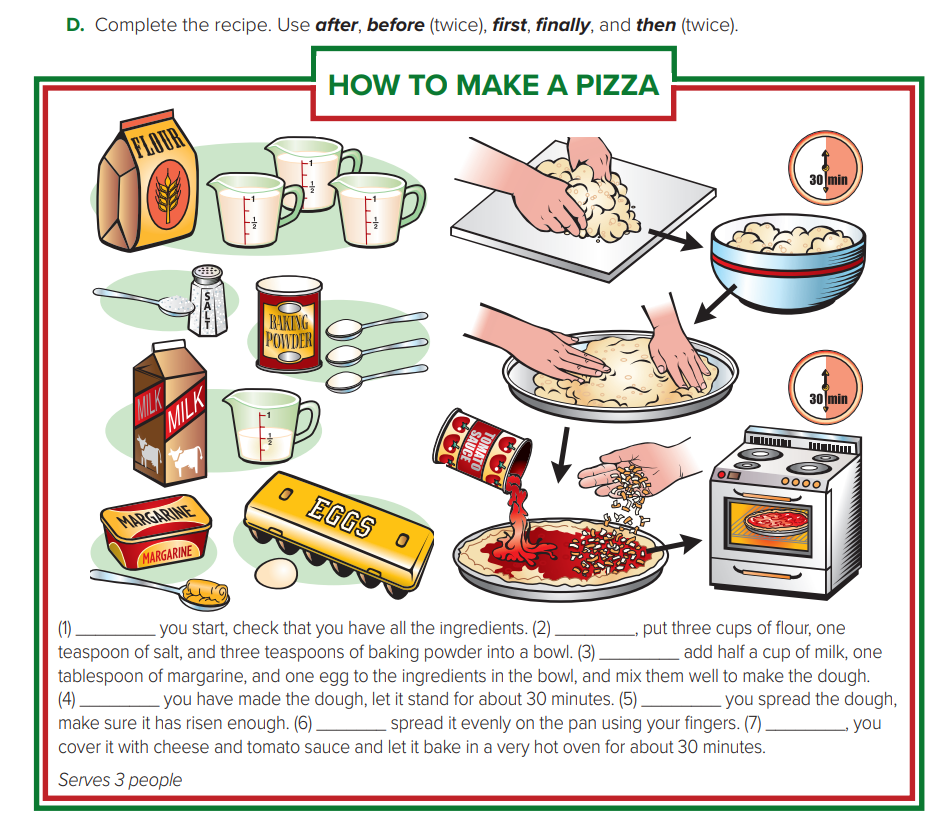 D. Complete the recipe. Use after, before (twice), first, finally, and then (twice).
HOW TO MAKE A PIZZA
FLOUR
1
1/2
1
1/2
1
1/2
30 min
SALT
BAKING
POWDER
MILK
MILK
1
1/2
30 min
TOMATO
SAUCE
MARGARINE
MARGARINE
EGGS
(1) _________ you start, check that you have all the ingredients. (2) _________, put three cups of flour, one
teaspoon of salt, and three teaspoons of baking powder into a bowl. (3) _________ add half a cup of milk, one
tablespoon of margarine, and one egg to the ingredients in the bowl, and mix them well to make the dough.
(4) _________ you have made the dough, let it stand for about 30 minutes. (5) _________ you spread the dough,
make sure it has risen enough. (6) ________ spread it evenly on the pan using your fingers. (7) _________, you
cover it with cheese and tomato sauce and let it bake in a very hot oven for about 30 minutes.
Serves 3 people